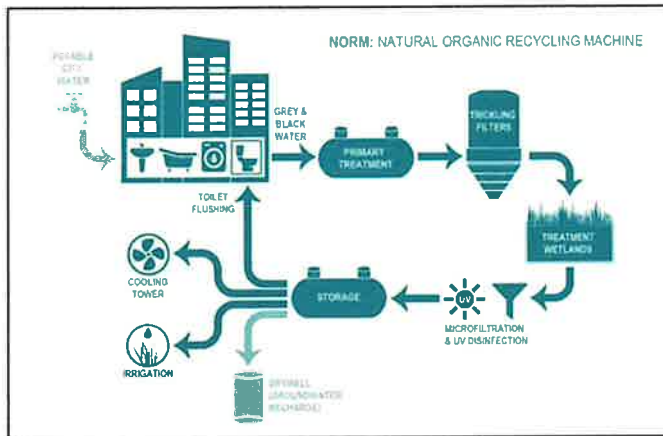 NORM: NATURAL ORGANIC RECYCLING MACHINE
POTABLE
CITY
WATER
GREY &
BLACK
WATER
PRIMARY
TREATMENT
TRICKLING
FILTERS
TOILET
FLUSHING
TREATMENT
WETLANDS
COOLING
TOWER
STORAGE
UV
MICROFILTRATION
& UV DISINFECTION
IRRIGATION
DRYWELL
(GROUNDWATER
RECHARGE)